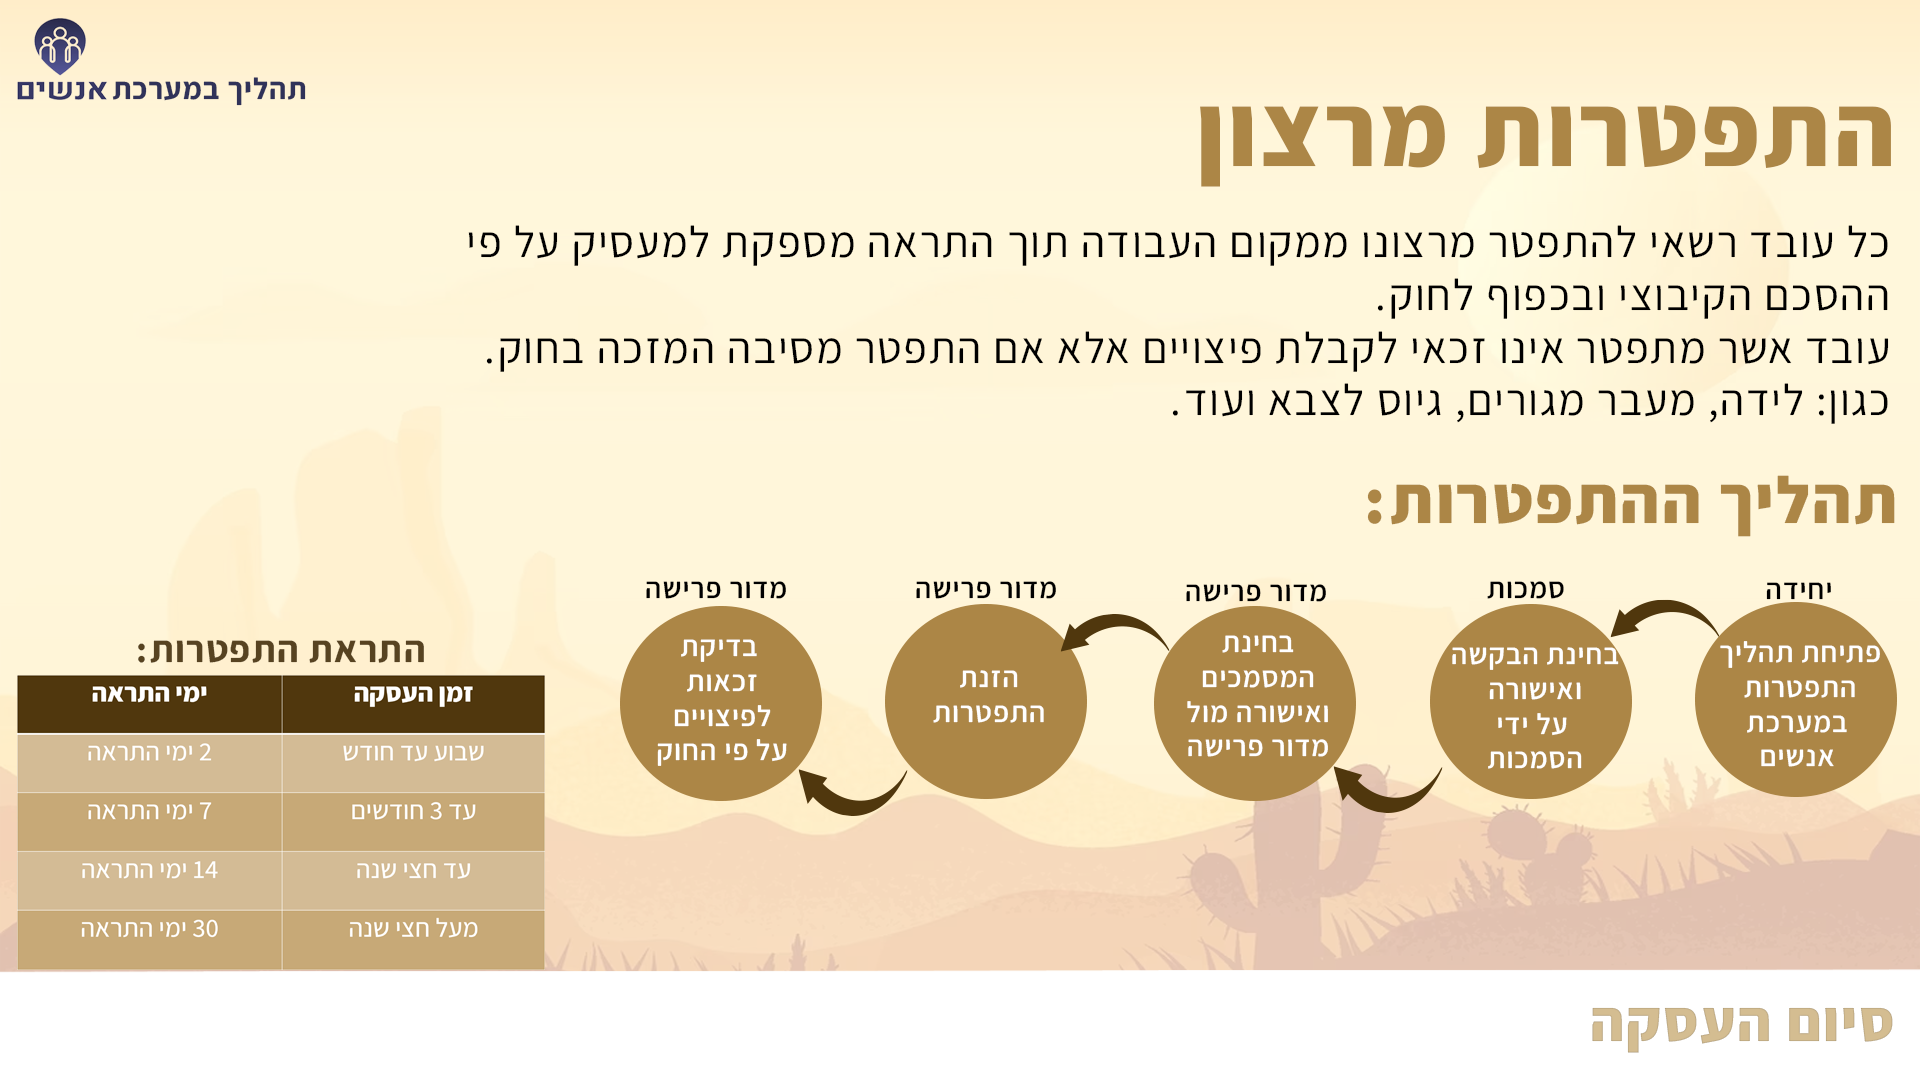 תהליך במערכת אנשים
התפטרות מרצון
כל עובד רשאי להתפטר מרצונו ממקום העבודה תוך התראה מספקת למעסיק על פי
ההסכם הקיבוצי ובכפוף לחוק.
עובד אשר מתפטר אינו זכאי לקבלת פיצויים אלא אם התפטר מסיבה המזכה בחוק.
כגון: לידה, מעבר מגורים, גיוס לצבא ועוד.
תהליך ההתפטרות:
יחידה
פתיחת תהליך
התפטרות
במערכת
אנשים
סמכות
בחינת הבקשה
ואישורה
על ידי
הסמכות
מדור פרישה
בחינת
המסמכים
ואישורה מול
מדור פרישה
מדור פרישה
הזנת
התפטרות
מדור פרישה
בדיקת
זכאות
לפיצויים
על פי החוק
התראת התפטרות:
זמן העסקה ימי התראה
שבוע עד חודש 2 ימי התראה
עד 3 חודשים 7 ימי התראה
עד חצי שנה 14 ימי התראה
מעל חצי שנה 30 ימי התראה
סיום העסקה